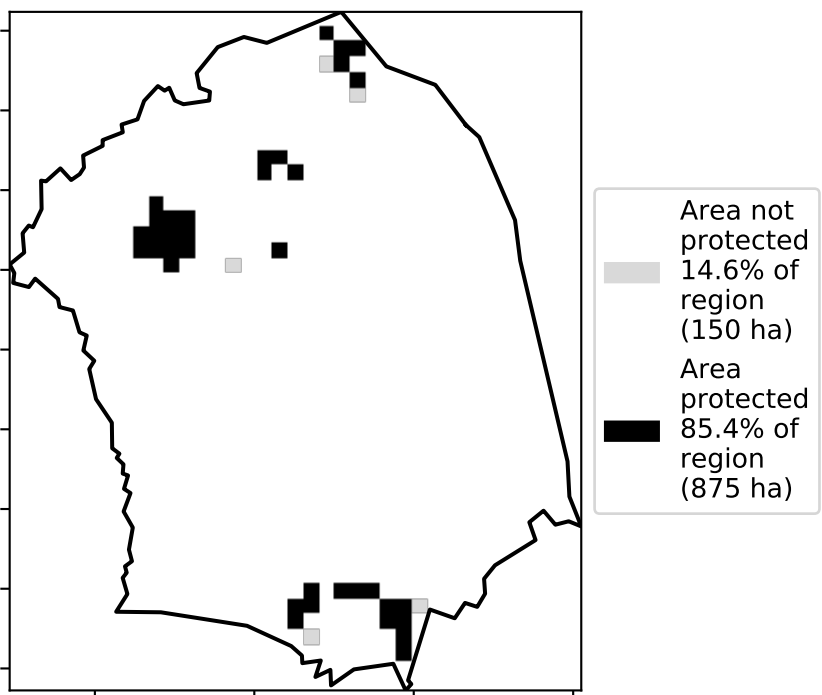 Area not
protected
14.6% of
region
(150 ha)
Area
protected
85.4% of
region
(875 ha)